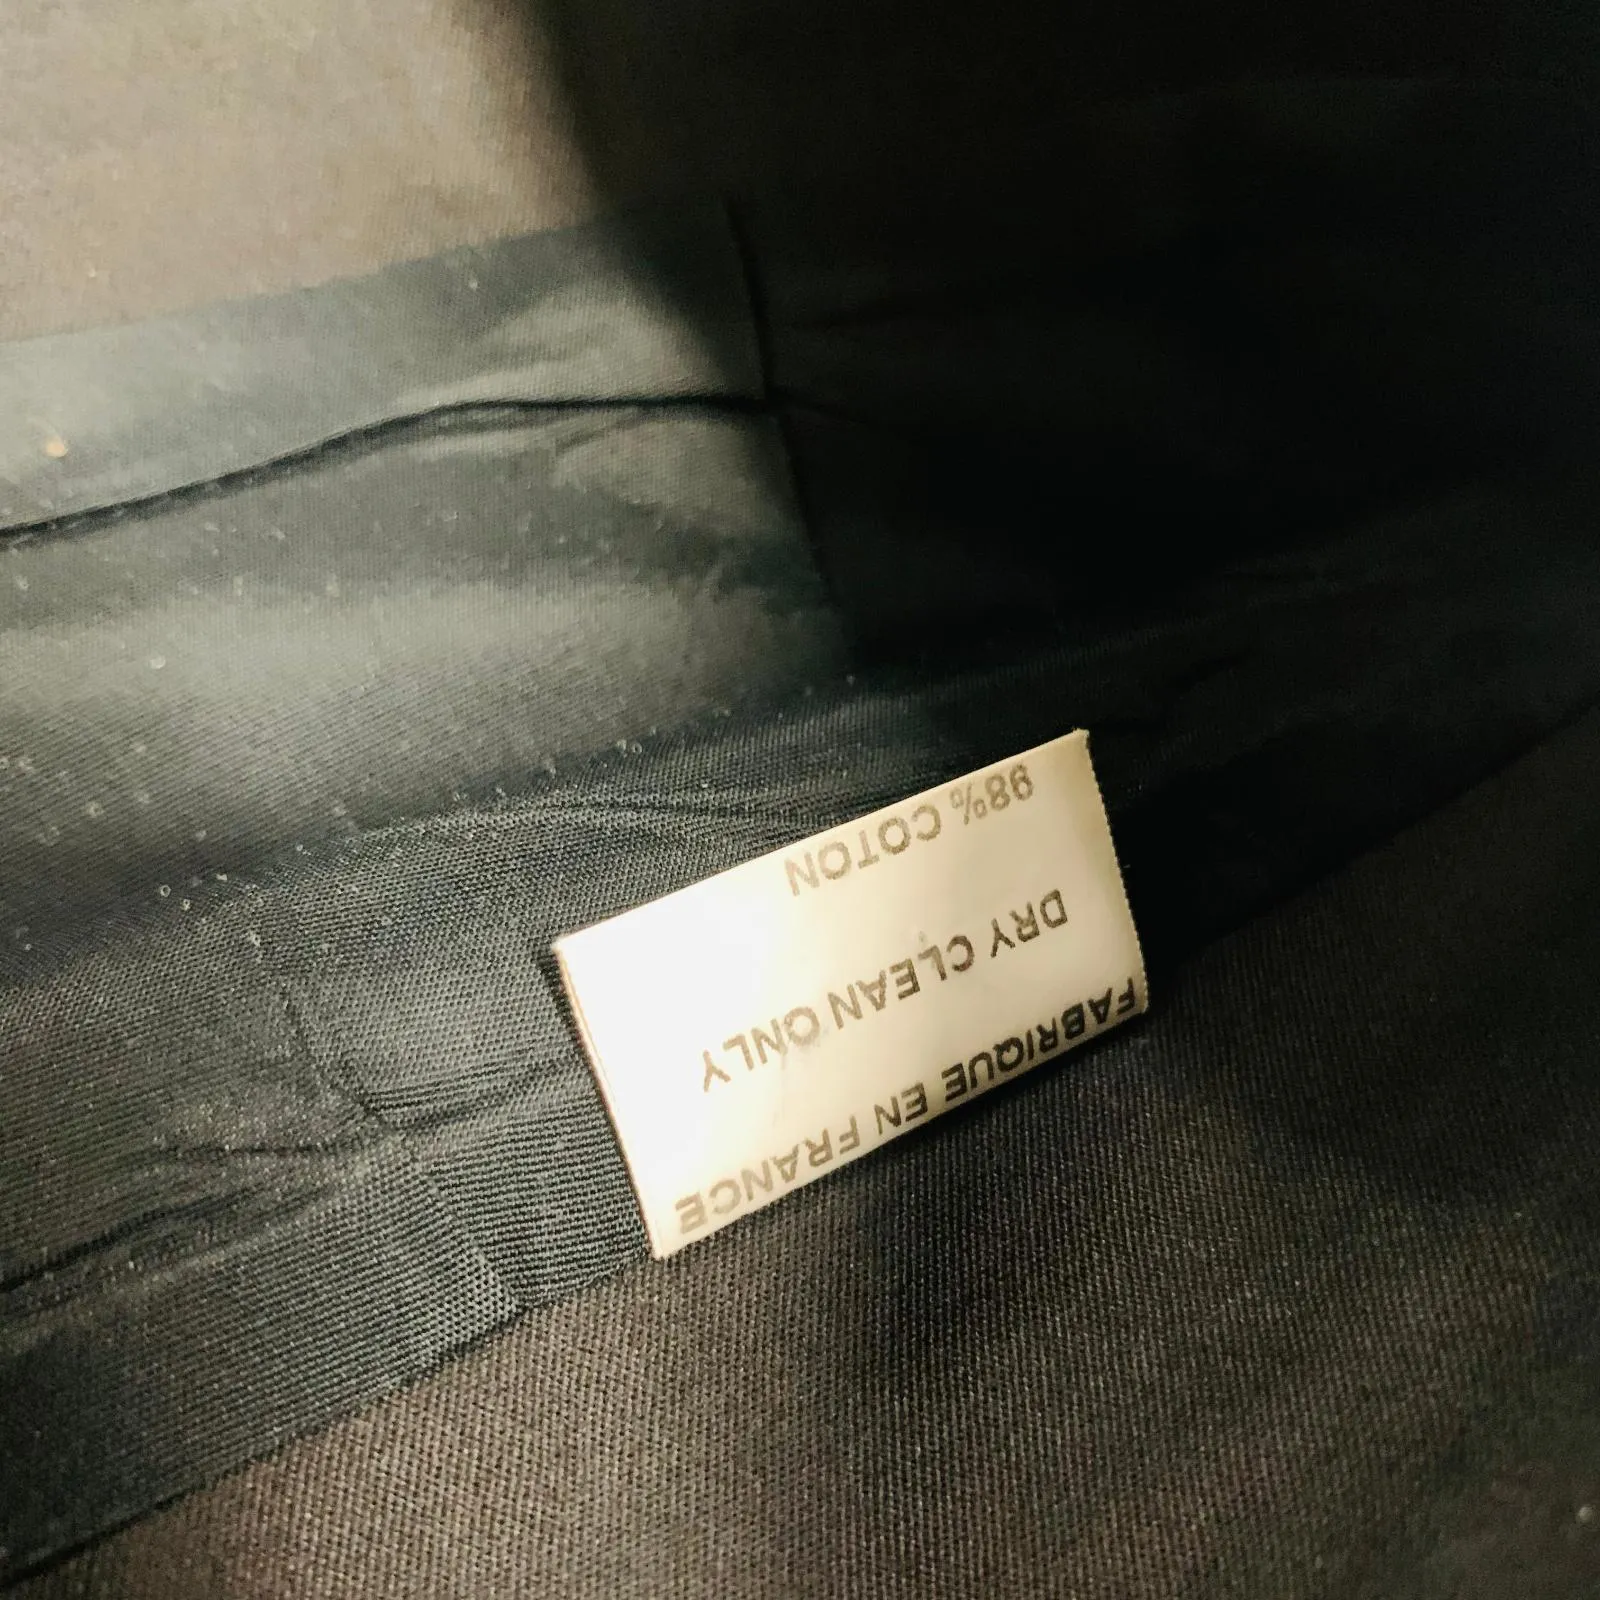 FABRIQUE EN FRANCE
DRY CLEAN ONLY
98% COTON